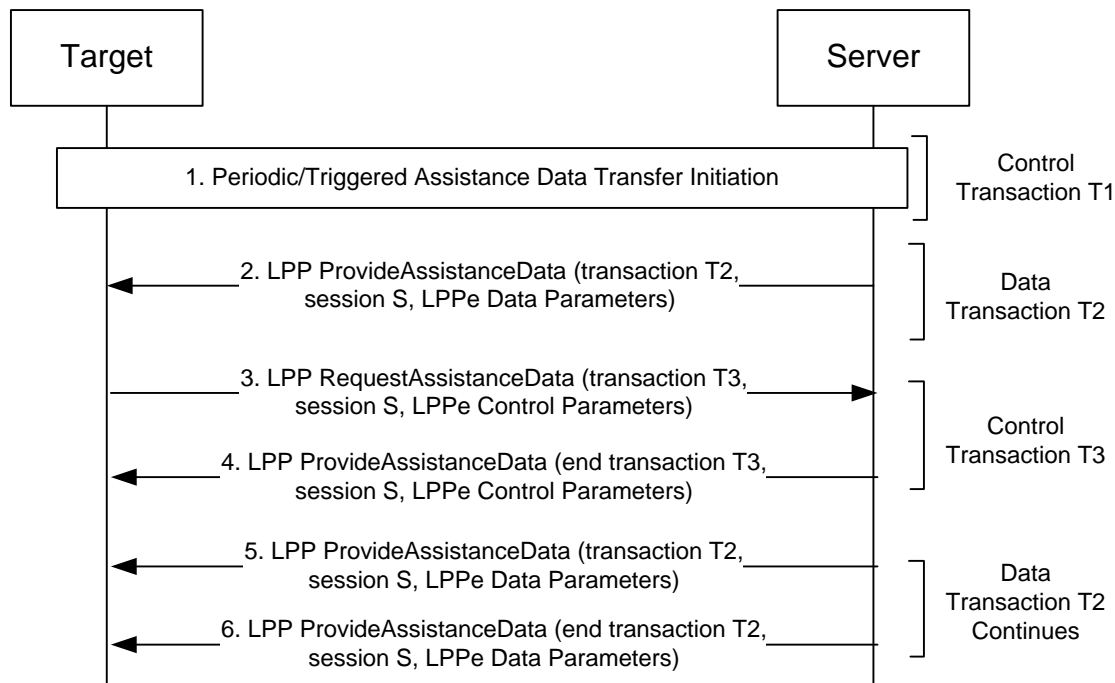 Target
Server
1. Periodic/Triggered Assistance Data Transfer Initiation
Control
Transaction T1
2. LPP ProvideAssistanceData (transaction T2,
session S, LPPe Data Parameters)
Data
Transaction T2
3. LPP RequestAssistanceData (transaction T3,
session S, LPPe Control Parameters)
4. LPP ProvideAssistanceData (end transaction T3,
session S, LPPe Control Parameters)
Control
Transaction T3
5. LPP ProvideAssistanceData (transaction T2,
session S, LPPe Data Parameters)
6. LPP ProvideAssistanceData (end transaction T2,
session S, LPPe Data Parameters)
Data
Transaction T2
Continues